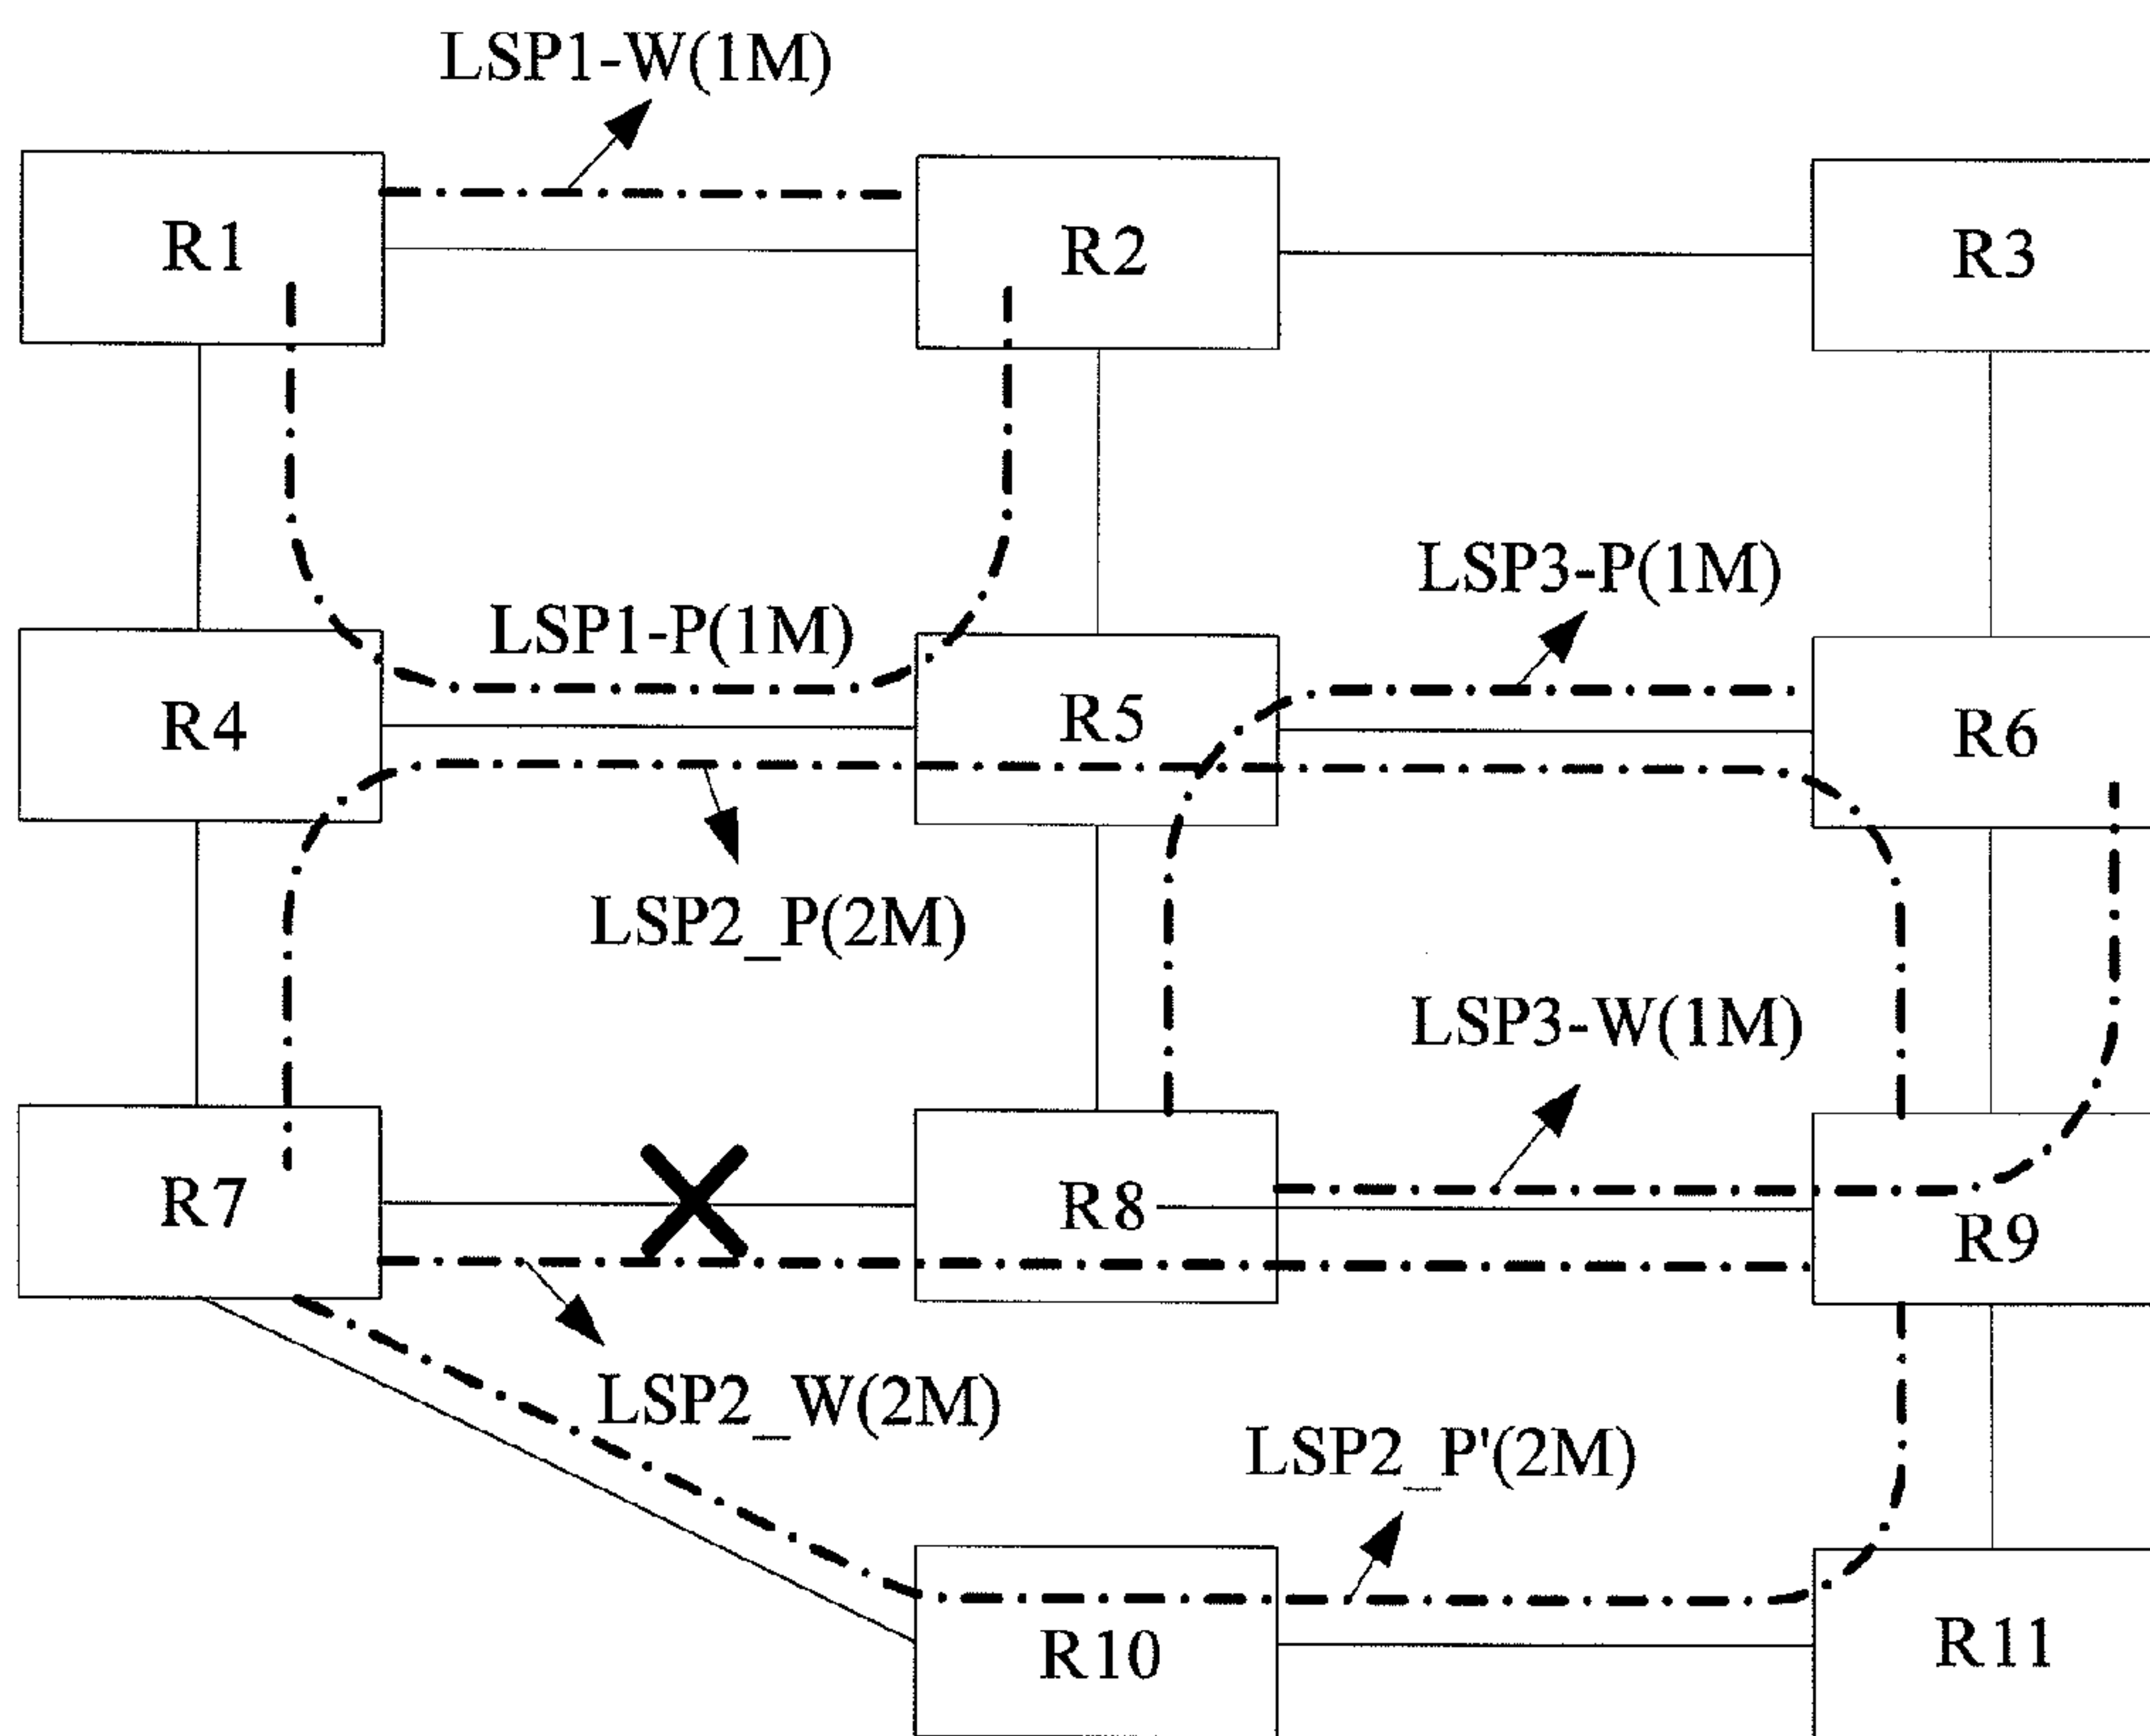 LSP1-W(1M)
R1
R2
R3
LSP3-P(1M)
LSP1-P(1M)
R4
R5
R6
LSP2_P(2M)
LSP3-W(1M)
R7
R8
R9
LSP2_W(2M)
LSP2_P'(2M)
R10
R11